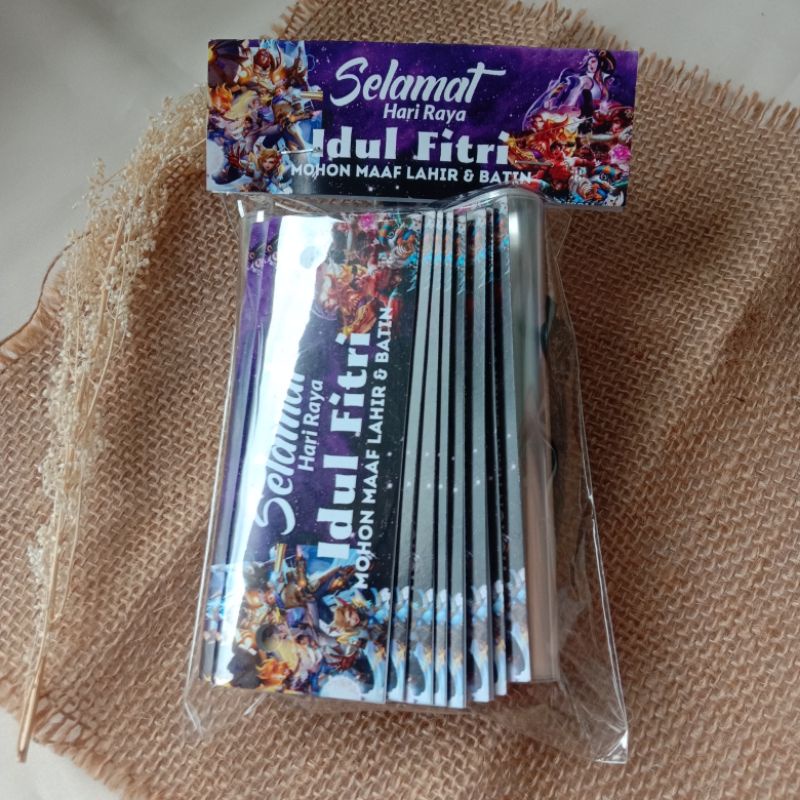 Selamat
Hari Raya
Idul Fitri
MOHON MAAF LAHIR & BATIN
Selamat
Hari Raya
Idul Fitri
MOHON MAAF LAHIR & BATIN